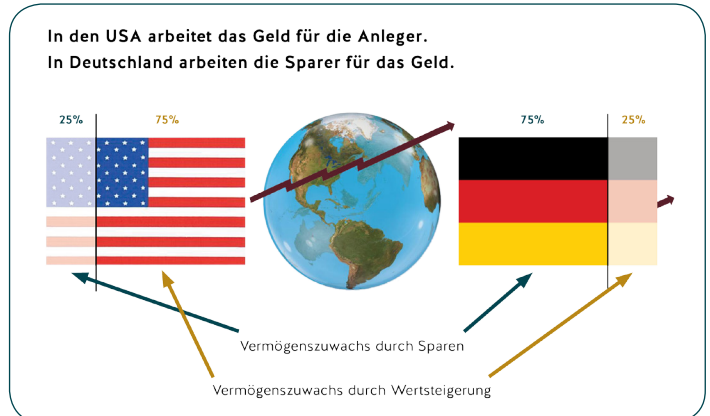 In den USA arbeitet das Geld für die Anleger.
In Deutschland arbeiten die Sparer für das Geld.
25% 75% 75% 25%
Vermögenszuwachs durch Sparen
Vermögenszuwachs durch Wertsteigerung